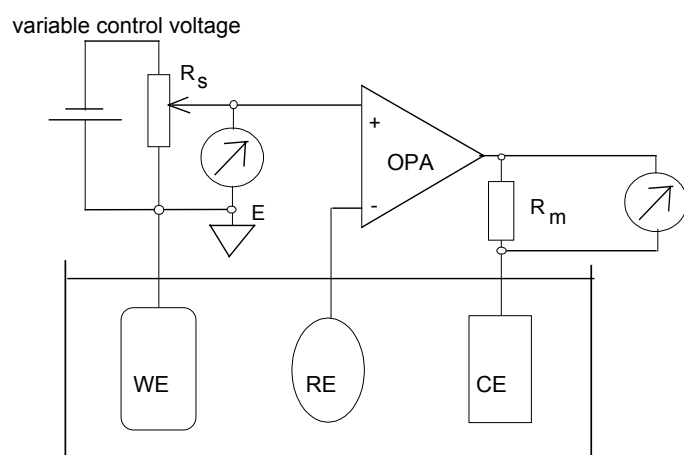 variable control voltage
R s
+
OPA
-
E
R m
WE
RE
CE